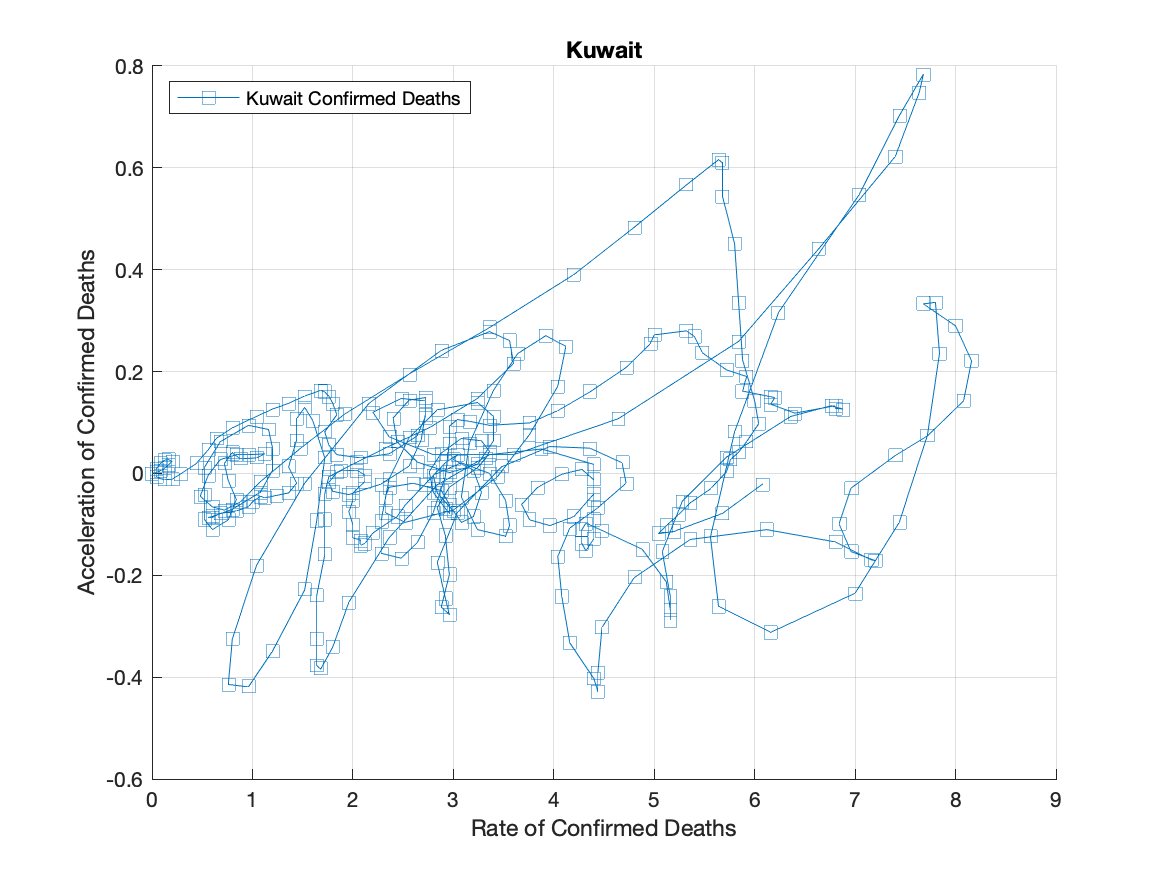 Kuwait
Kuwait Confirmed Deaths
0.8
0.6
0.4
0.2
0
-0.2
-0.4
-0.6
Acceleration of Confirmed Deaths
0 1 2 3 4 5 6 7 8 9
Rate of Confirmed Deaths